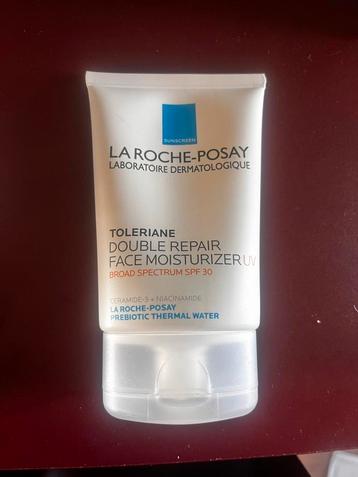 SUNSCREEN
LA ROCHE-POSAY
LABORATOIRE DERMATOLOGIQUE
TOLERIANE
DOUBLE REPAIR
FACE MOISTURIZER UV
BROAD SPECTRUM SPF 30
CERAMIDE-3 + NIACINAMIDE
LA ROCHE-POSAY
PREBIOTIC THERMAL WATER